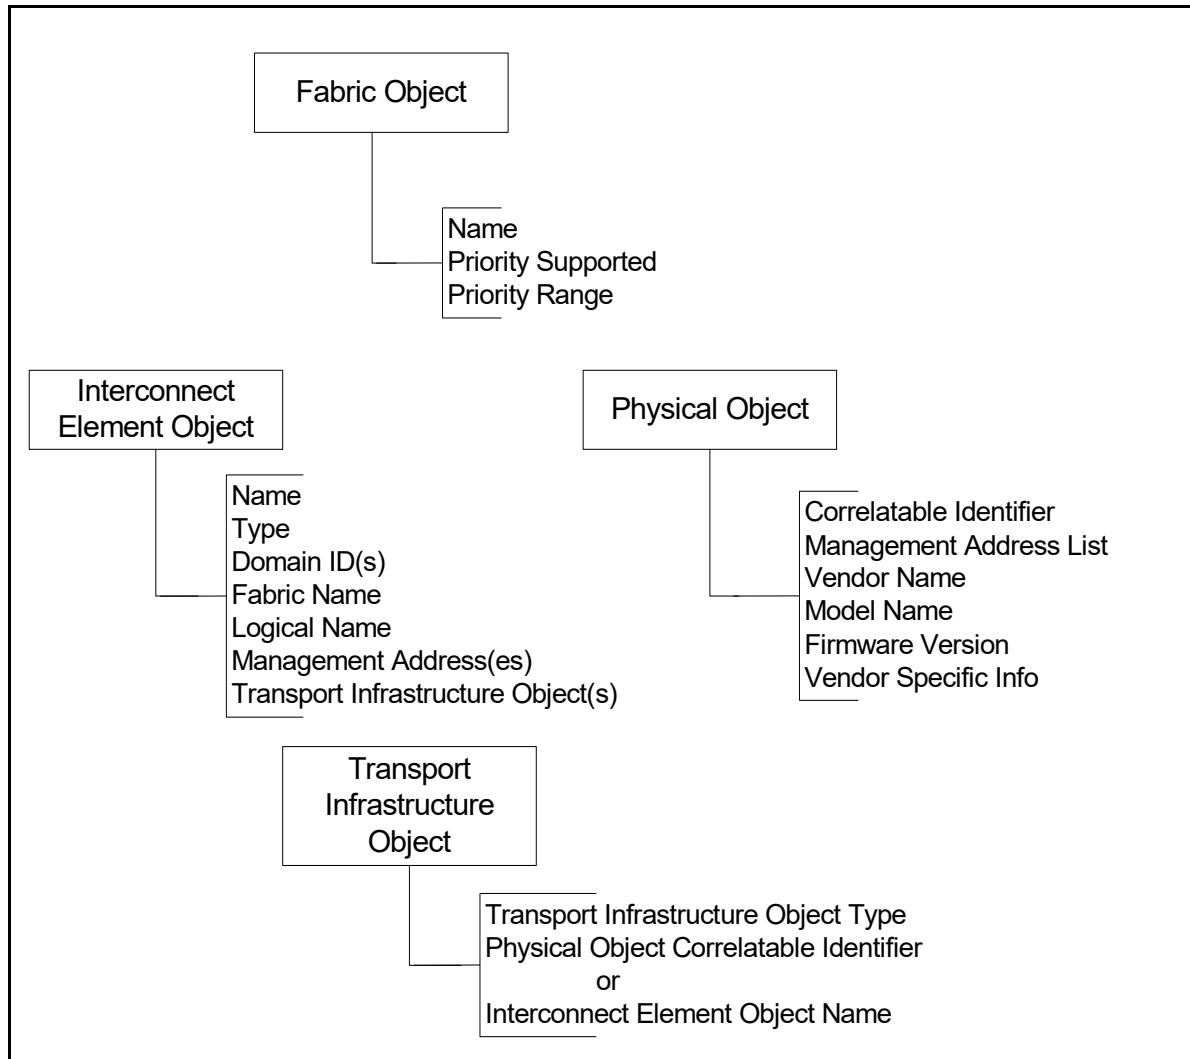 Fabric Object
Name
Priority Supported
Priority Range
Interconnect
Element Object
Name
Type
Domain ID(s)
Fabric Name
Logical Name
Management Address(es)
Transport Infrastructure Object(s)
Physical Object
Correlatable Identifier
Management Address List
Vendor Name
Model Name
Firmware Version
Vendor Specific Info
Transport
Infrastructure
Object
Transport Infrastructure Object Type
Physical Object Correlatable Identifier
or
Interconnect Element Object Name